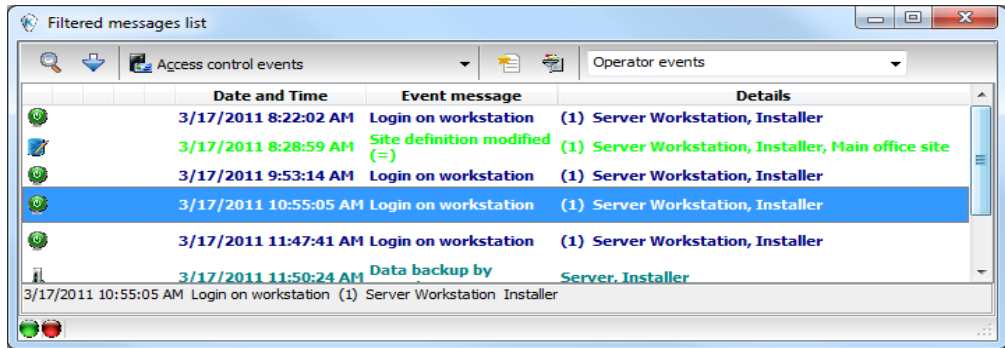 Filtered messages list
Access control events
Operator events
Date and Time Event message Details
3/17/2011 8:22:02 AM Login on workstation (1) Server Workstation, Installer
3/17/2011 8:28:59 AM Site definition modified (=) (1) Server Workstation, Installer, Main office site
3/17/2011 9:53:14 AM Login on workstation (1) Server Workstation, Installer
3/17/2011 10:55:05 AM Login on workstation (1) Server Workstation, Installer
3/17/2011 11:47:41 AM Login on workstation (1) Server Workstation, Installer
3/17/2011 11:50:24 AM Data backup by Server, Installer
3/17/2011 10:55:05 AM Login on workstation (1) Server Workstation Installer